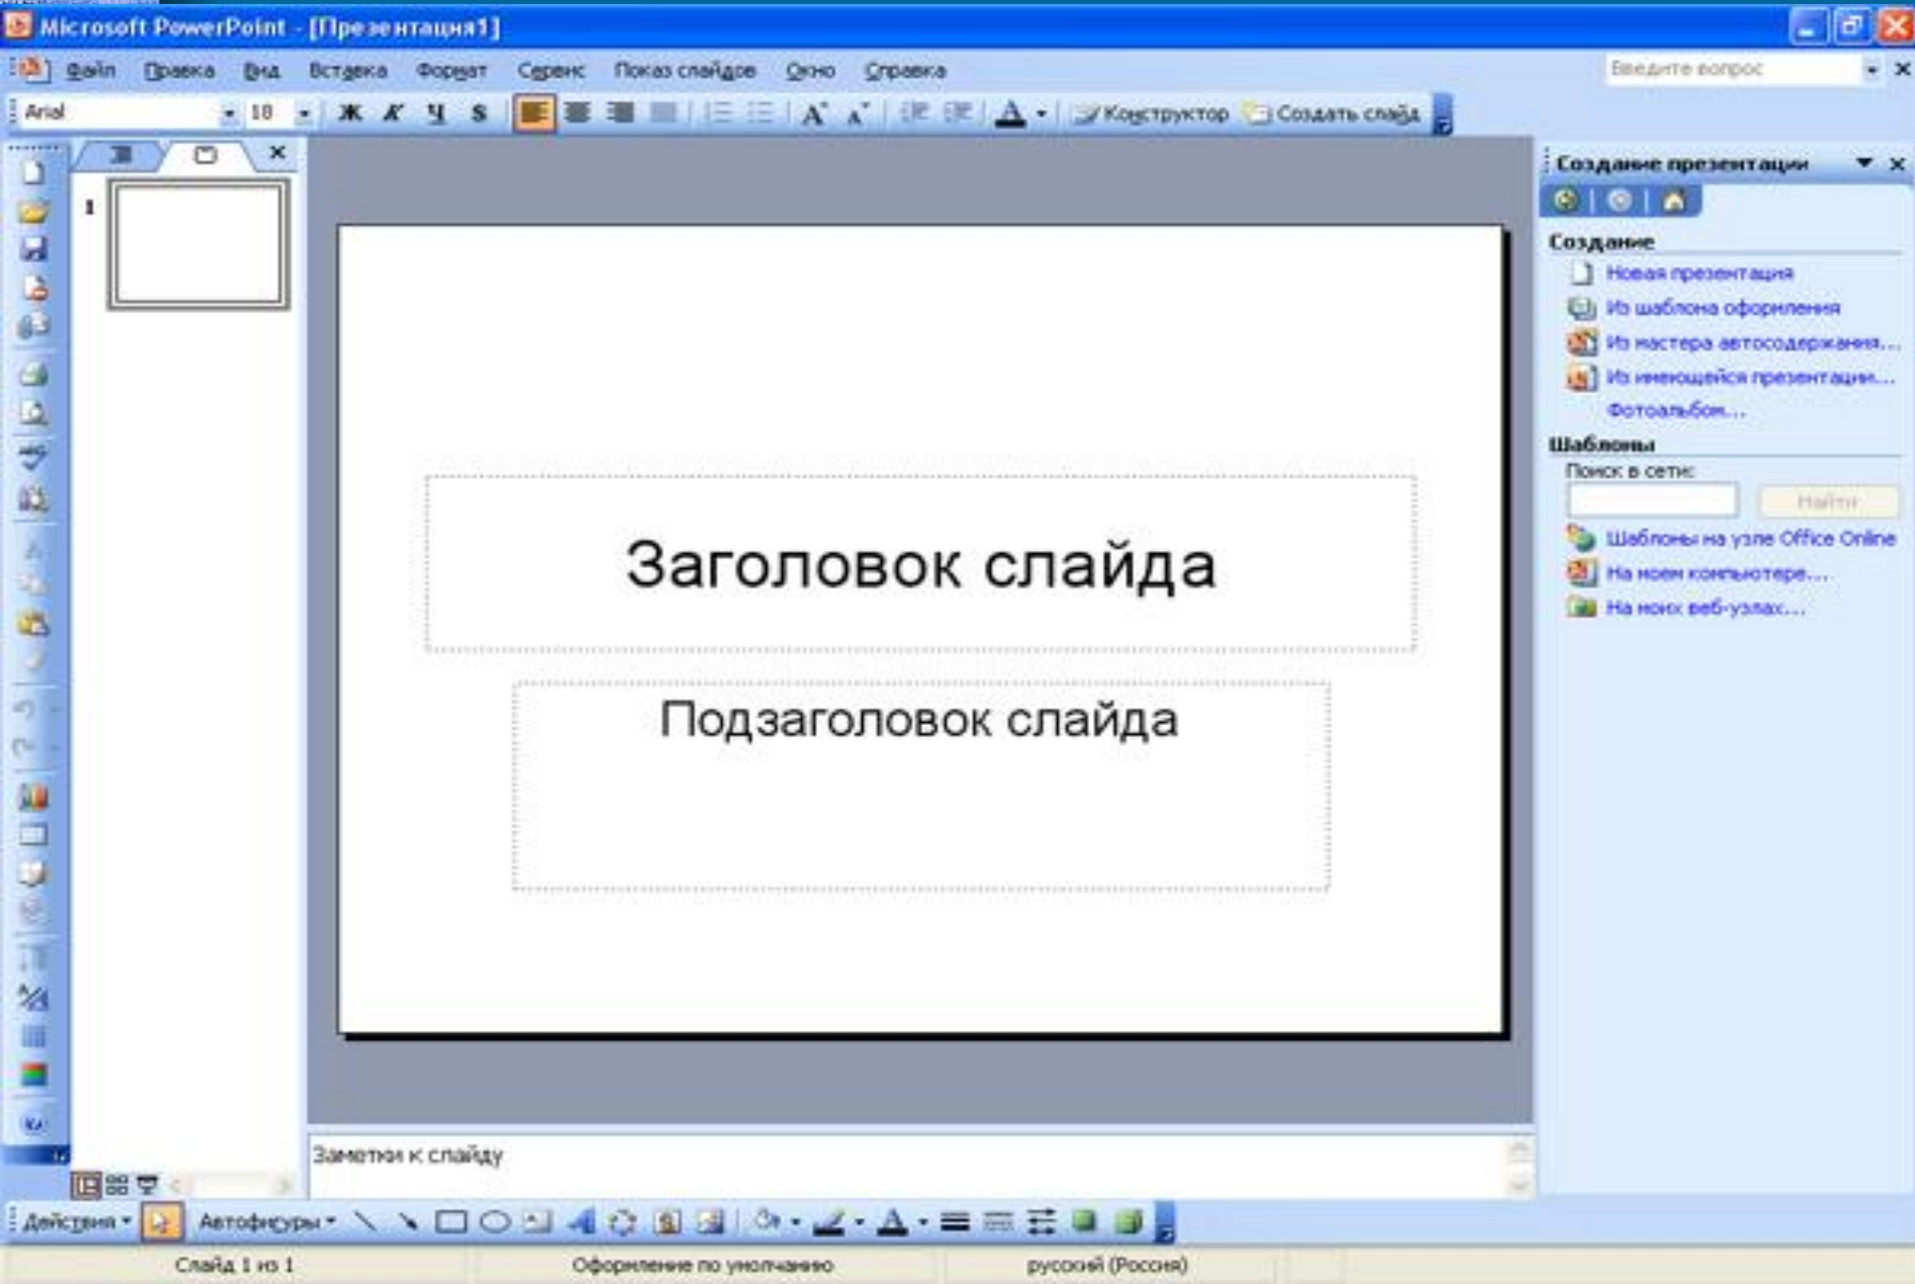 Microsoft PowerPoint - [Презентация1]
Файл Правка Вид Вставка Формат Сервис Показ слайдов Окно Справка Введите вопрос
Arial 18 Ж К Ч S A A A Конструктор Создать слайд
Создание презентации
1
Создание
Новая презентация
Из шаблона оформления
Из мастера автосодержания...
Из имеющейся презентации...
Фотоальбом...
Шаблоны
Поиск в сети:
Найти
Шаблоны на узле Office Online
На моем компьютере...
На моих веб-узлах...
Заголовок слайда
Подзаголовок слайда
Заметки к слайду
Действия Автофигуры
Слайд 1 из 1 Оформление по умолчанию русский (Россия)